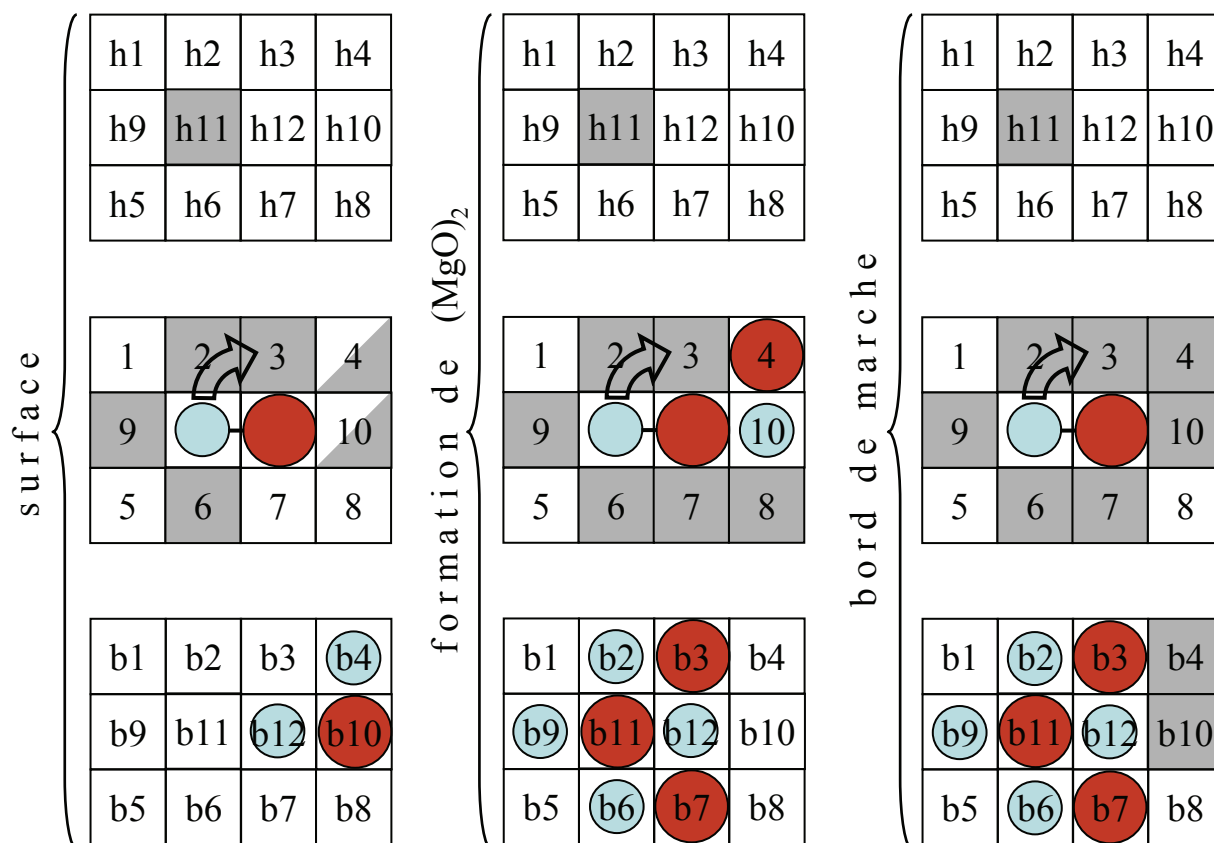 surface
h1 h2 h3 h4
h9 h11 h12 h10
h5 h6 h7 h8
1 2 3 4
9 10
5 6 7 8
b1 b2 b3 b4
b9 b11 b12 b10
b5 b6 b7 b8
formation de (MgO)₂
h1 h2 h3 h4
h9 h11 h12 h10
h5 h6 h7 h8
1 2 3 4
9 10
5 6 7 8
b1 b2 b3 b4
b9 b11 b12 b10
b5 b6 b7 b8
bord de marche
h1 h2 h3 h4
h9 h11 h12 h10
h5 h6 h7 h8
1 2 3 4
9 10
5 6 7 8
b1 b2 b3 b4
b9 b11 b12 b10
b5 b6 b7 b8